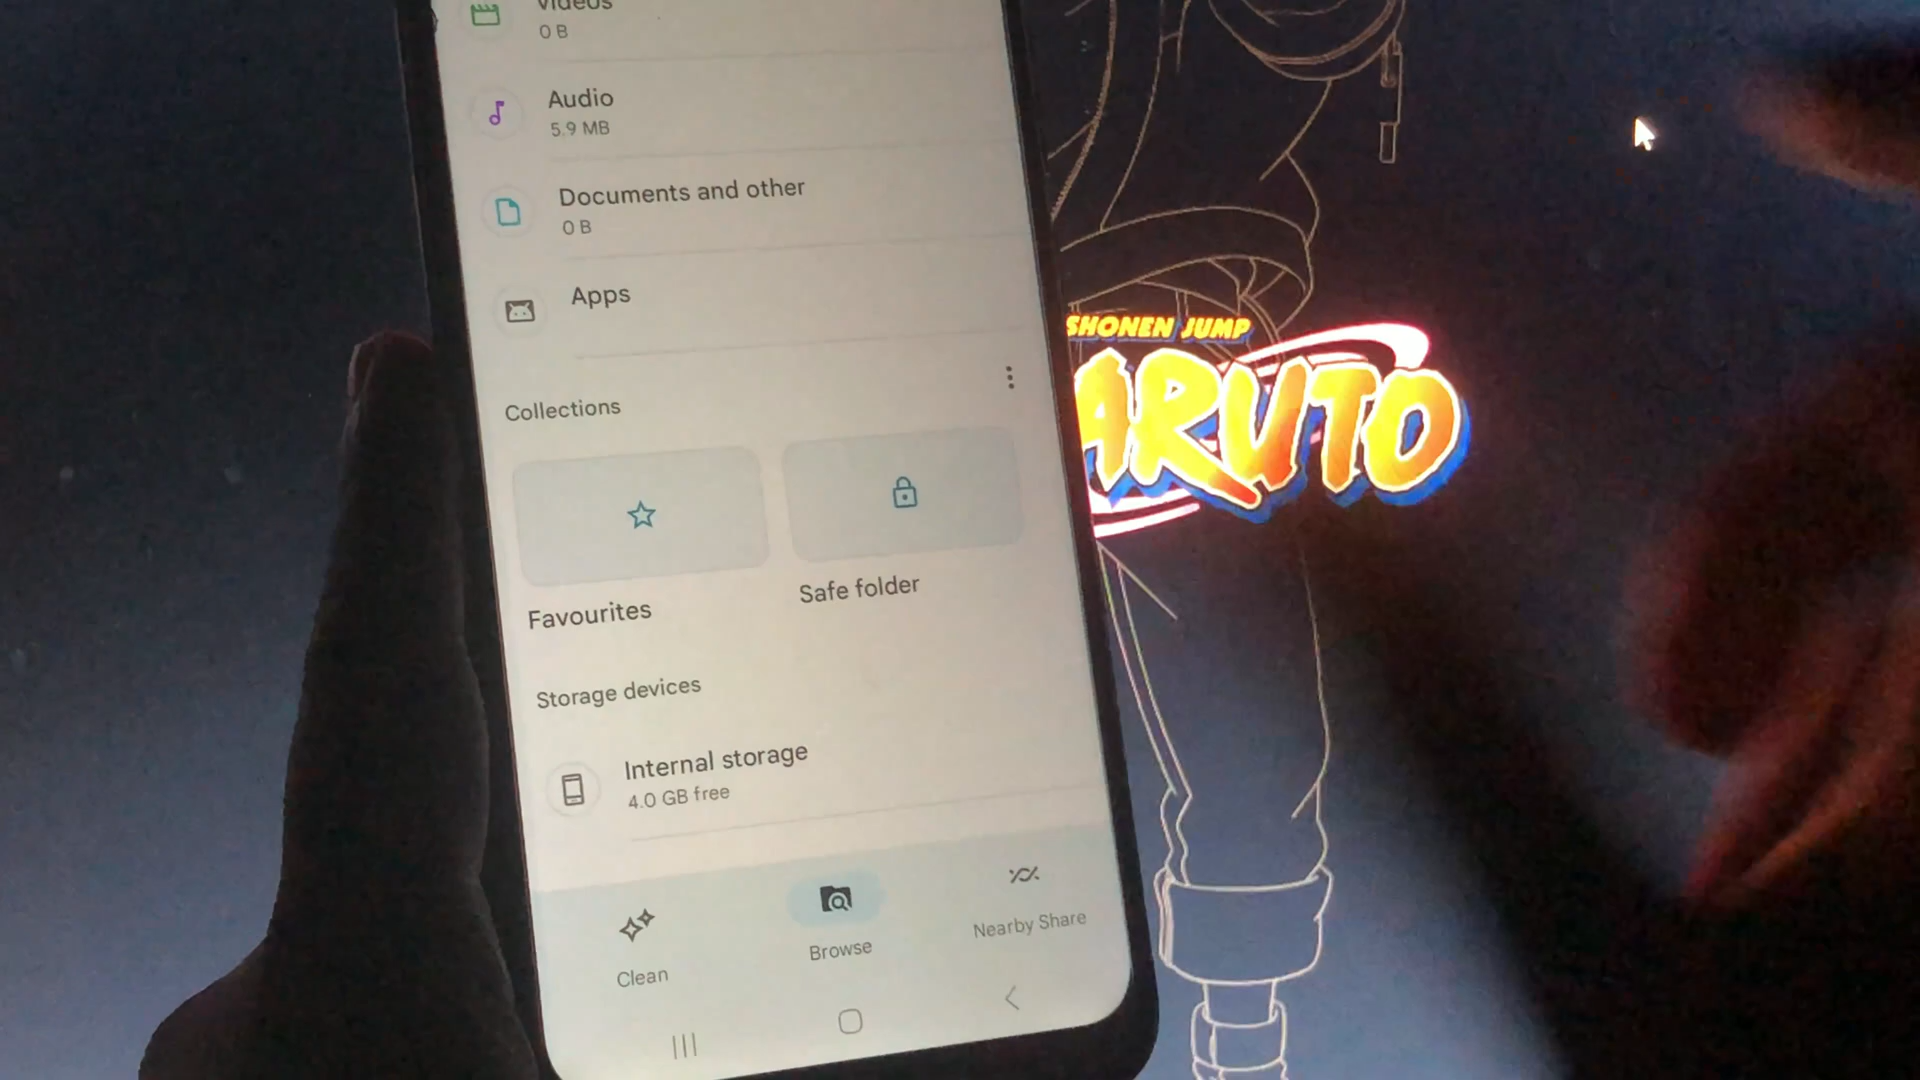 Videos
0 B
Audio
5.9 MB
Documents and other
0 B
Apps
Collections
Favourites
Safe folder
Storage devices
Internal storage
4.0 GB free
Clean
Browse
Nearby Share
SHONEN JUMP
ARUTO